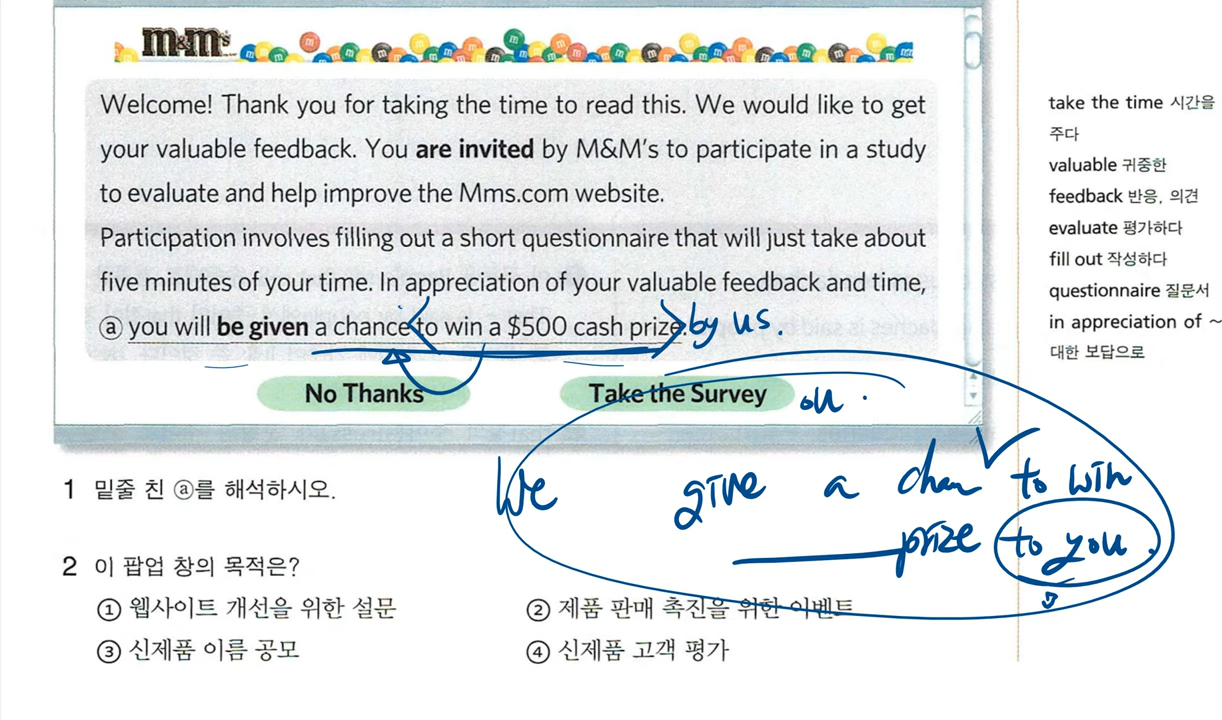 m&m's
Welcome! Thank you for taking the time to read this. We would like to get
your valuable feedback. You are invited by M&M's to participate in a study
to evaluate and help improve the Mms.com website.
Participation involves filling out a short questionnaire that will just take about
five minutes of your time. In appreciation of your valuable feedback and time,
ⓐ you will be given a chance to win a $500 cash prize. by us.
No Thanks
Take the Survey
take the time 시간을
주다
valuable 귀중한
feedback 반응, 의견
evaluate 평가하다
fill out 작성하다
questionnaire 질문서
in appreciation of ~
대한 보답으로
We give a chan to win
prize to you.
1 밑줄 친 ⓐ를 해석하시오.
2 이 팝업 창의 목적은?
① 웹사이트 개선을 위한 설문
② 제품 판매 촉진을 위한 이벤트
③ 신제품 이름 공모
④ 신제품 고객 평가